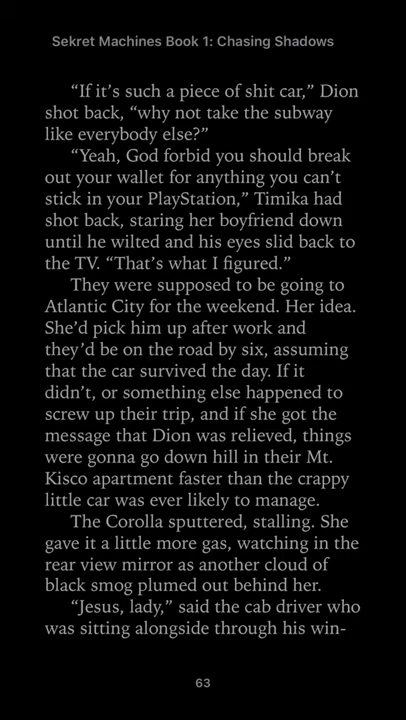 Sekret Machines Book 1: Chasing Shadows
“If it’s such a piece of shit car,” Dion
shot back, “why not take the subway
like everybody else?”
“Yeah, God forbid you should break
out your wallet for anything you can’t
stick in your PlayStation,” Timika had
shot back, staring her boyfriend down
until he wilted and his eyes slid back to
the TV. “That’s what I figured.”
They were supposed to be going to
Atlantic City for the weekend. Her idea.
She’d pick him up after work and
they’d be on the road by six, assuming
that the car survived the day. If it
didn’t, or something else happened to
screw up their trip, and if she got the
message that Dion was relieved, things
were gonna go down hill in their Mt.
Kisco apartment faster than the crappy
little car was ever likely to manage.
The Corolla sputtered, stalling. She
gave it a little more gas, watching in the
rear view mirror as another cloud of
black smog plumed out behind her.
“Jesus, lady,” said the cab driver who
was sitting alongside through his win-
63